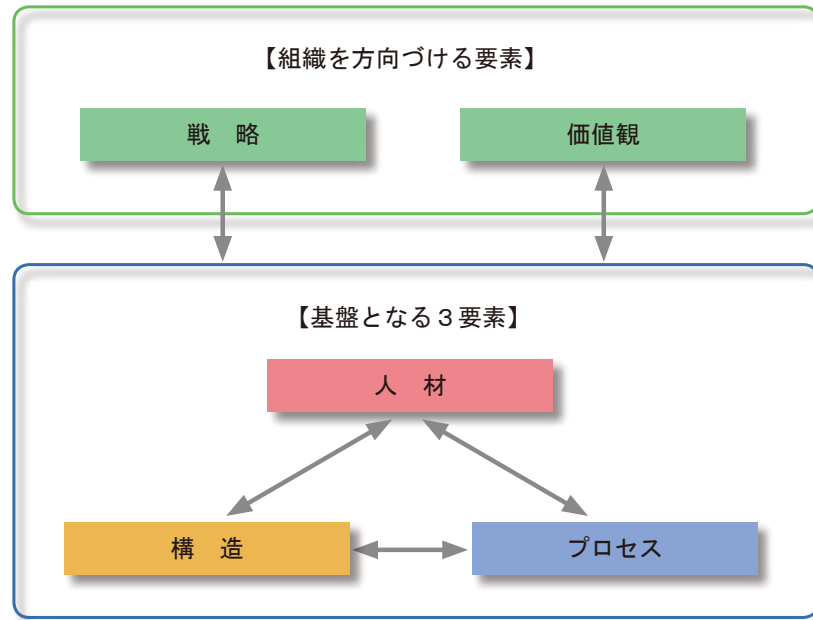 【組織を方向づける要素】
戦　略
価値観
【基盤となる３要素】
人　材
構　造
プロセス